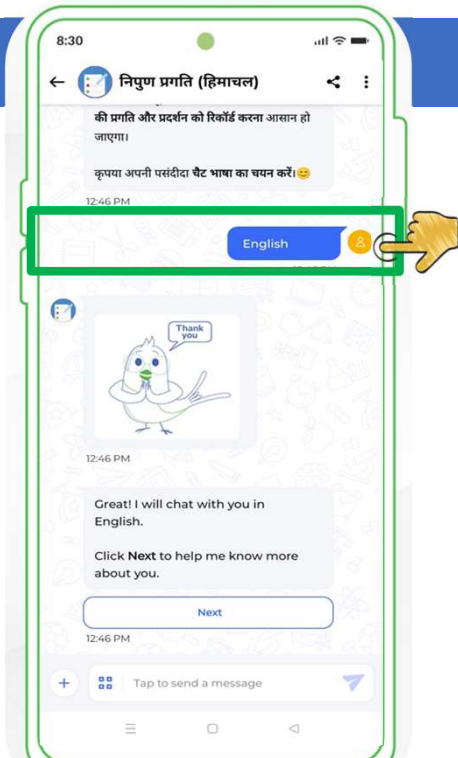 8:30
निपुण प्रगति (हिमाचल)
की प्रगति और प्रदर्शन को रिकॉर्ड करना आसान हो
जाएगा।
कृपया अपनी पसंदीदा चैट भाषा का चयन करें।😊
12:46 PM
English
Thank
you
12:46 PM
Great! I will chat with you in
English.
Click Next to help me know more
about you.
Next
12:46 PM
Tap to send a message